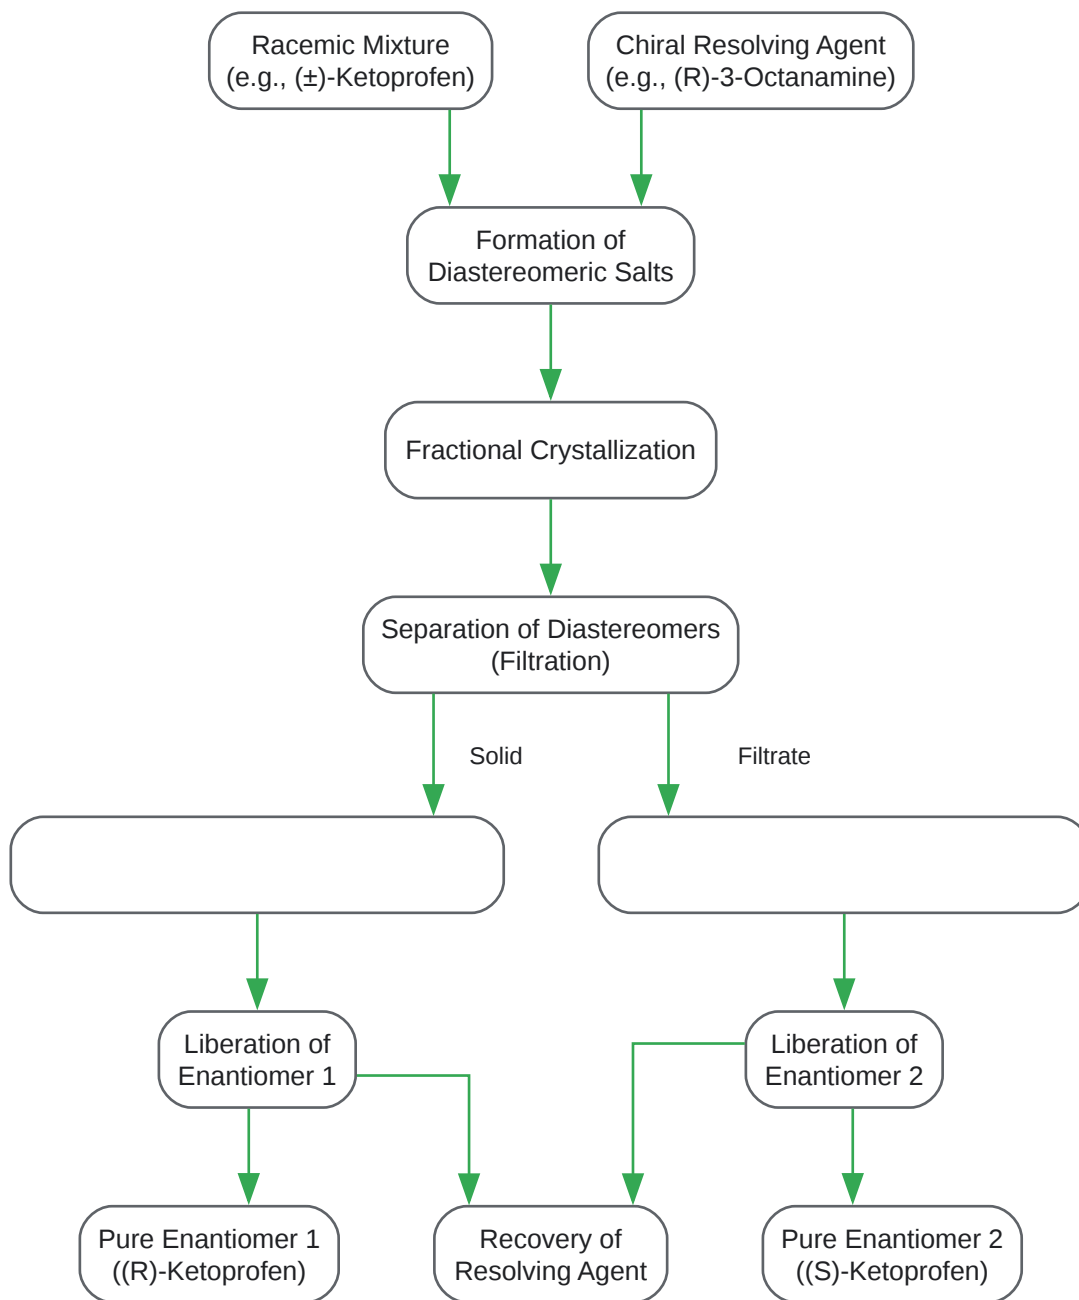 Racemic Mixture
(e.g., (±)-Ketoprofen)
Chiral Resolving Agent
(e.g., (R)-3-Octanamine)
Formation of
Diastereomeric Salts
Fractional Crystallization
Separation of Diastereomers
(Filtration)
Solid
Filtrate
Liberation of
Enantiomer 1
Liberation of
Enantiomer 2
Pure Enantiomer 1
((R)-Ketoprofen)
Recovery of
Resolving Agent
Pure Enantiomer 2
((S)-Ketoprofen)